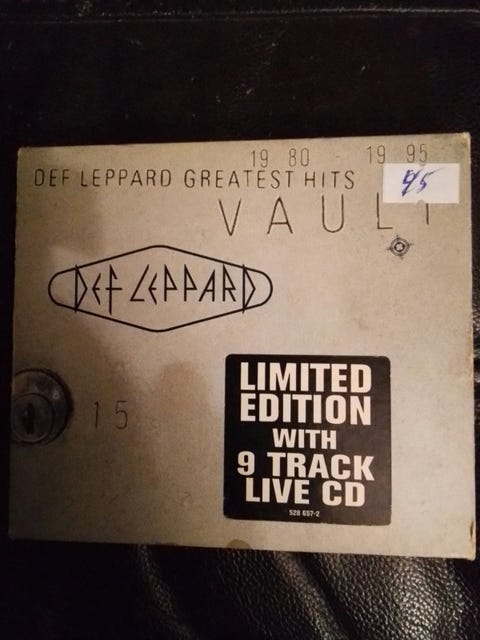 19 80 - 19 95
DEF LEPPARD GREATEST HITS
95
VAULT
DEF LEPPARD
15
LIMITED
EDITION
WITH
9 TRACK
LIVE CD
528 657-2